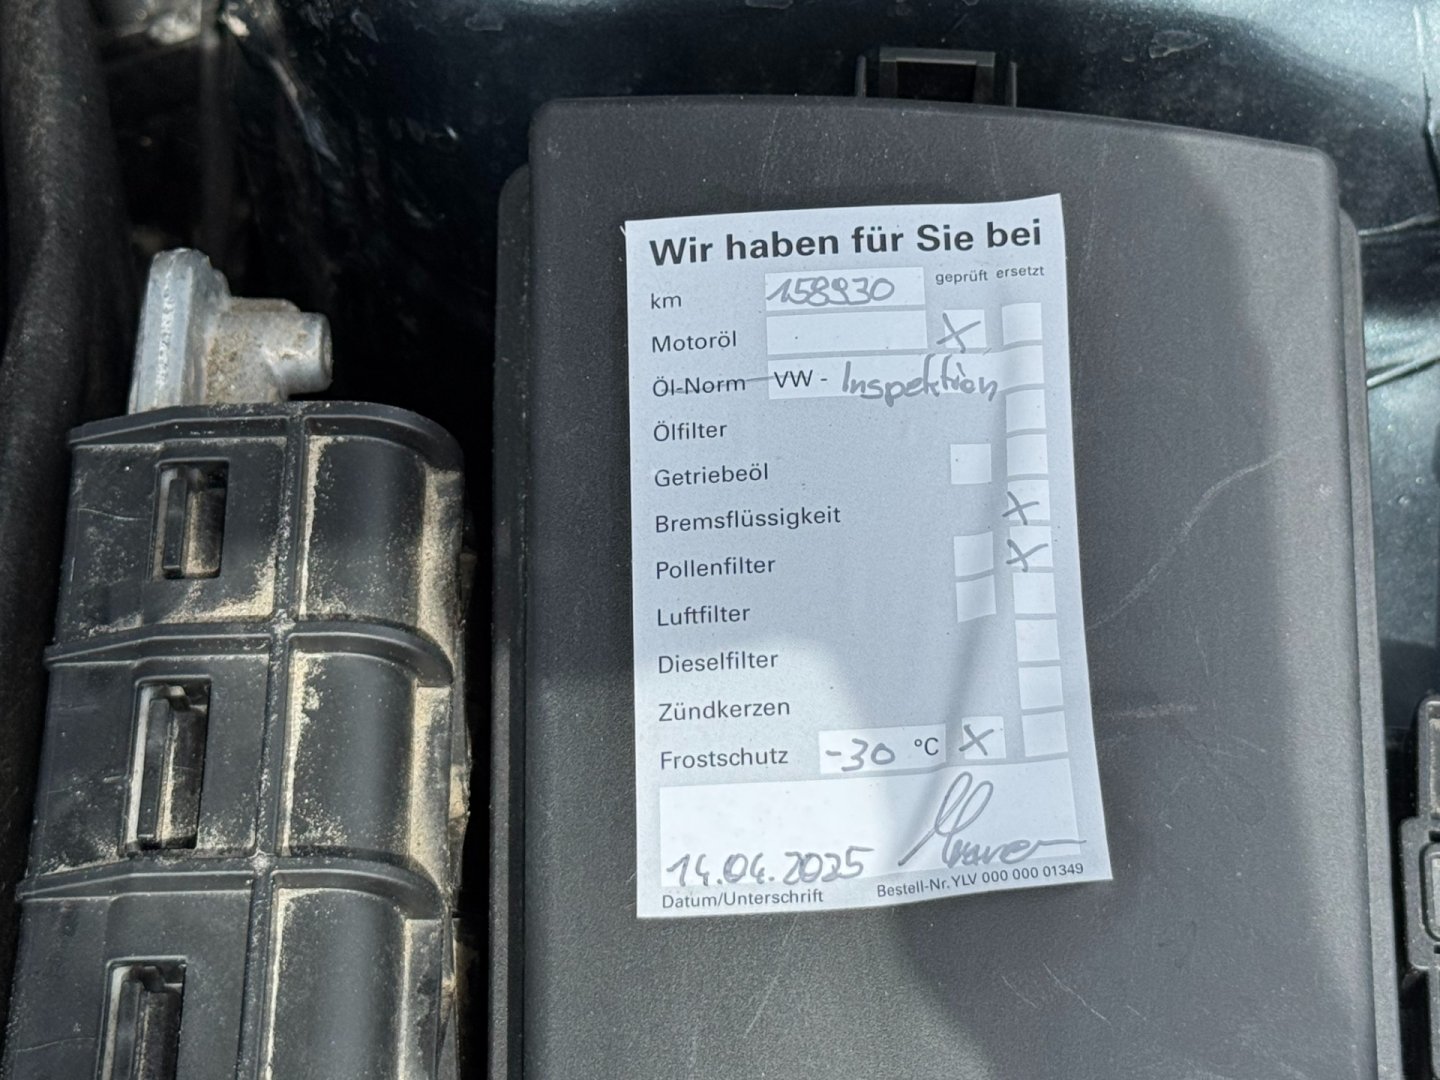 Wir haben für Sie bei
km 158930 geprüft ersetzt
Motoröl X
Öl-Norm VW - Inspektion
Ölfilter
Getriebeöl
Bremsflüssigkeit X
Pollenfilter X
Luftfilter
Dieselfilter
Zündkerzen
Frostschutz -30 °C X
14.04.2025
Datum/Unterschrift Bestell-Nr. YLV 000 000 01349